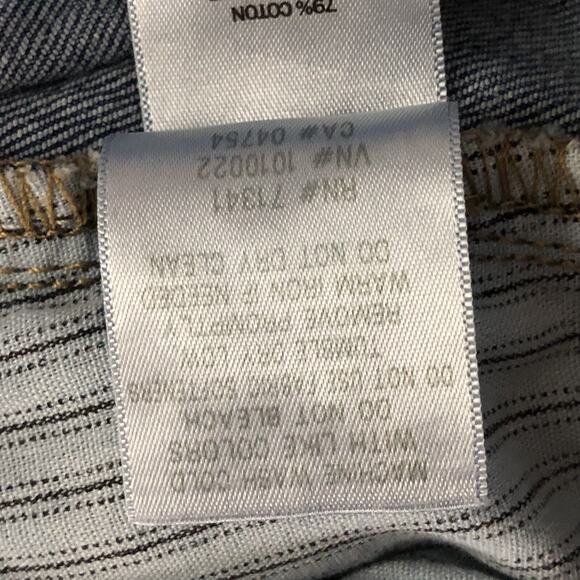 79% COTON
MACHINE WASH COLD
WITH LIKE COLORS
DO NOT BLEACH
DO NOT USE FABRIC SOFTENERS
TUMBLE DRY LOW
REMOVE PROMPTLY
WARM IRON IF NEEDED
DO NOT DRY CLEAN
RN# 71341
VN# 1010022
CA# 04754